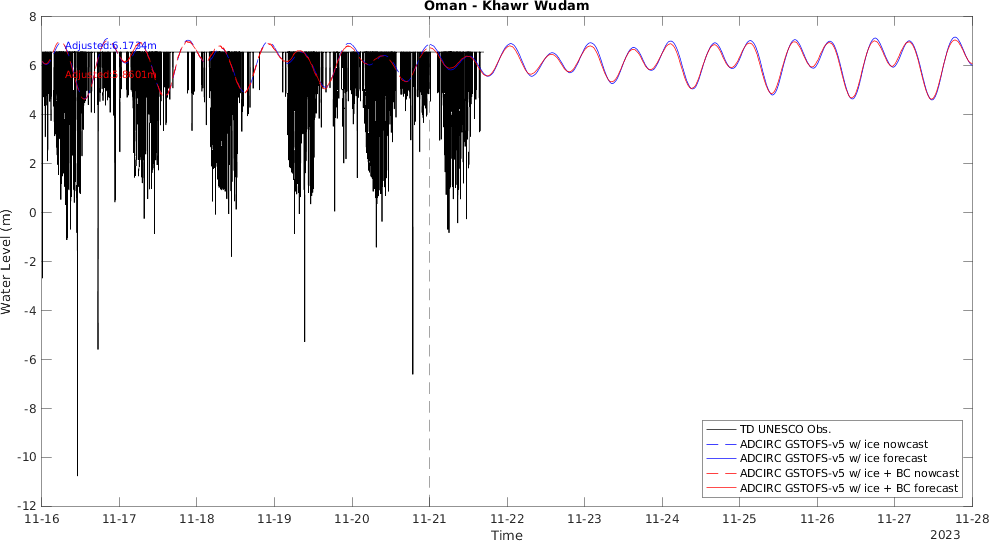 Oman - Khawr Wudam
8
6
4
2
0
-2
-4
-6
-8
-10
-12
Water Level (m)
Adjusted:6.1734m
TD UNESCO Obs.
ADCIRC GSTOFS-v5 w/ ice nowcast
ADCIRC GSTOFS-v5 w/ ice forecast
ADCIRC GSTOFS-v5 w/ ice + BC nowcast
ADCIRC GSTOFS-v5 w/ ice + BC forecast
11-16 11-17 11-18 11-19 11-20 11-21 11-22 11-23 11-24 11-25 11-26 11-27 11-28
Time
2023